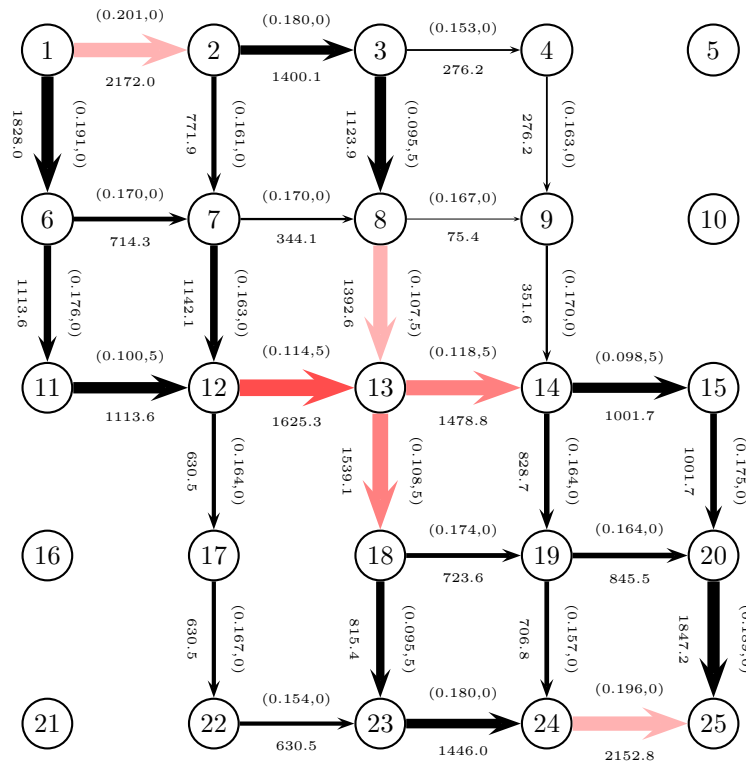 (0.201,0) (0.180,0) (0.153,0)
1 2 3 4 5
2172.0 1400.1 276.2
1828.0 (0.191,0) 771.9 (0.161,0) 1123.9 (0.095,5) 276.2 (0.163,0)
(0.170,0) (0.170,0) (0.167,0)
6 7 8 9 10
714.3 344.1 75.4
1113.6 (0.176,0) 1142.1 (0.163,0) 1392.6 (0.107,5) 351.6 (0.170,0)
(0.100,5) (0.114,5) (0.118,5) (0.098,5)
11 12 13 14 15
1113.6 1625.3 1478.8 1001.7
630.5 (0.164,0) 1539.1 (0.108,5) 828.7 (0.164,0) 1001.7 (0.175,0)
(0.174,0) (0.164,0)
16 17 18 19 20
723.6 845.5
630.5 (0.167,0) 815.4 (0.095,5) 706.8 (0.157,0) 1847.2
(0.154,0) (0.180,0) (0.196,0)
21 22 23 24 25
630.5 1446.0 2152.8